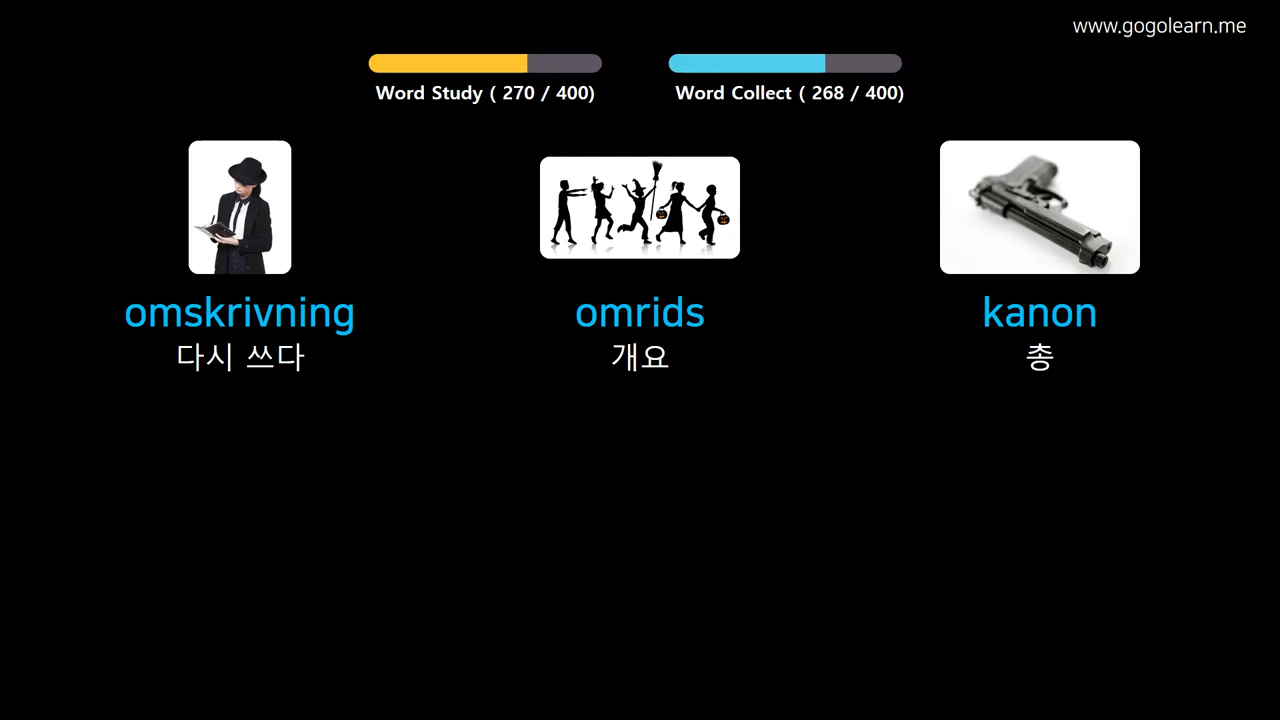 www.gogolearn.me
Word Study ( 270 / 400)
Word Collect ( 268 / 400)
omskrivning
다시 쓰다
omrids
개요
kanon
총